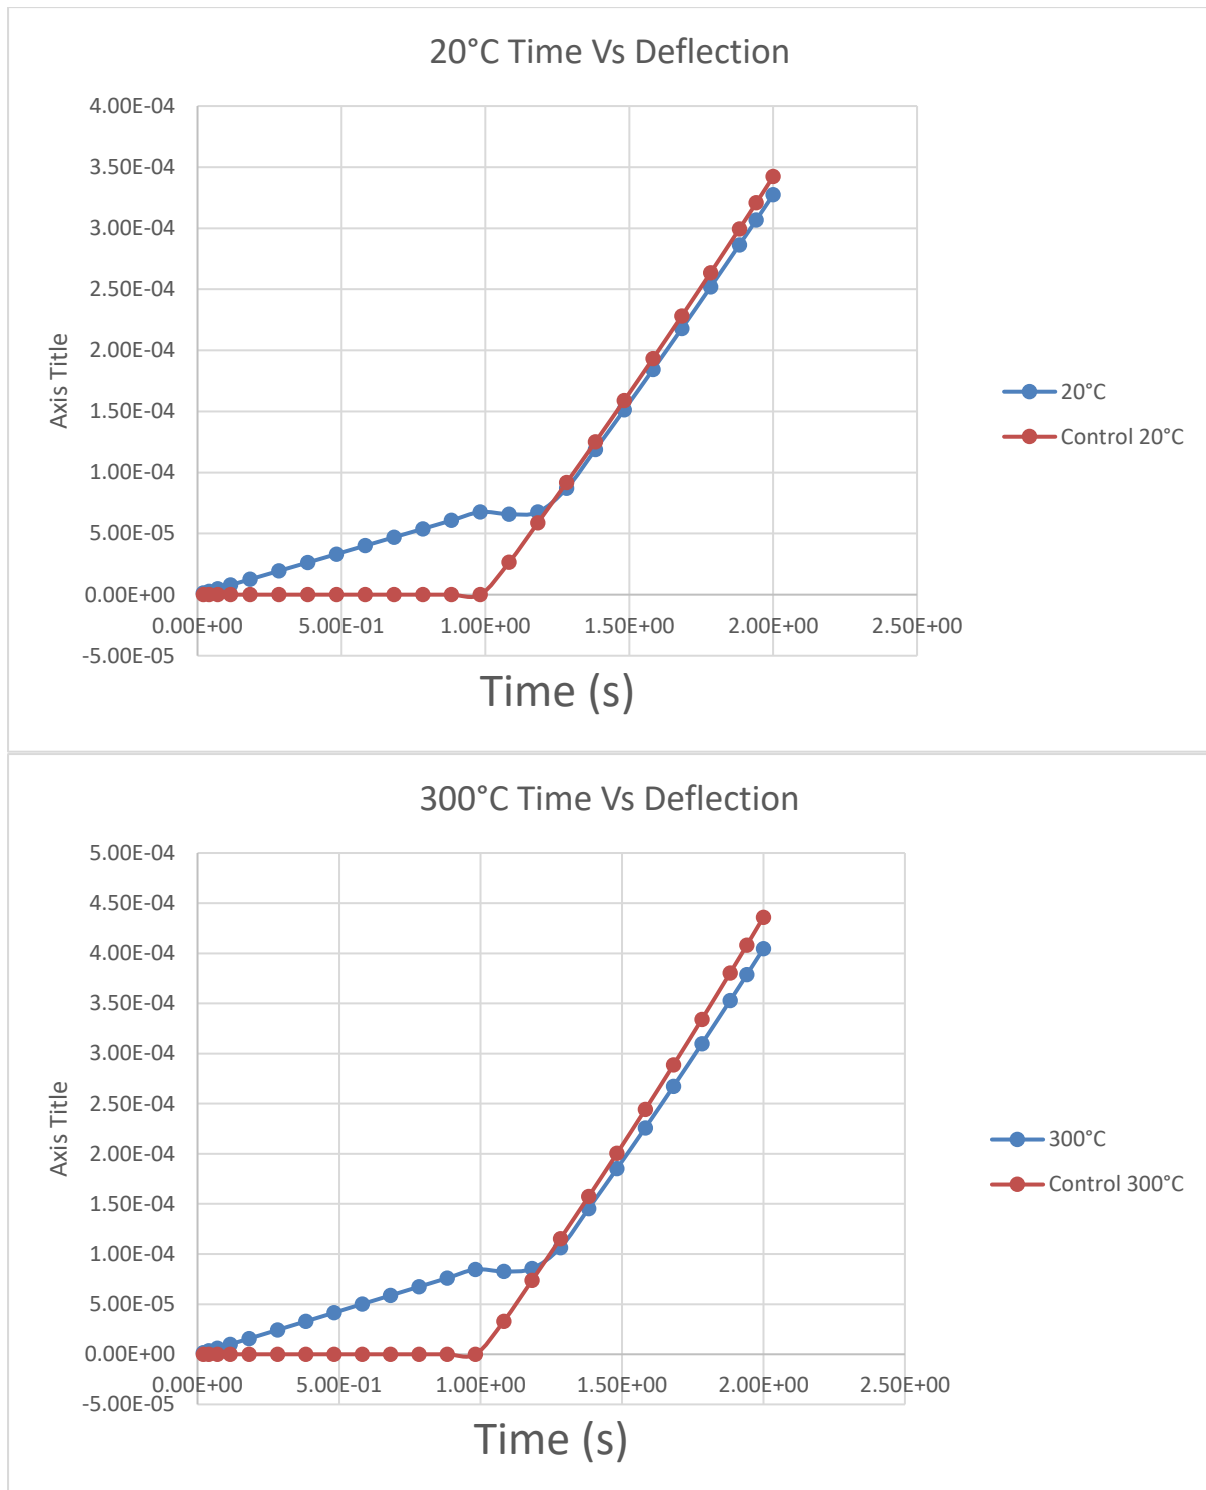 20°C Time Vs Deflection
4.00E-04
3.50E-04
3.00E-04
2.50E-04
2.00E-04
1.50E-04
1.00E-04
5.00E-05
0.00E+00
-5.00E-05
Axis Title
0.00E+00 5.00E-01 1.00E+00 1.50E+00 2.00E+00 2.50E+00
Time (s)
20°C
Control 20°C
300°C Time Vs Deflection
5.00E-04
4.50E-04
4.00E-04
3.50E-04
3.00E-04
2.50E-04
2.00E-04
1.50E-04
1.00E-04
5.00E-05
0.00E+00
-5.00E-05
Axis Title
0.00E+00 5.00E-01 1.00E+00 1.50E+00 2.00E+00 2.50E+00
Time (s)
300°C
Control 300°C